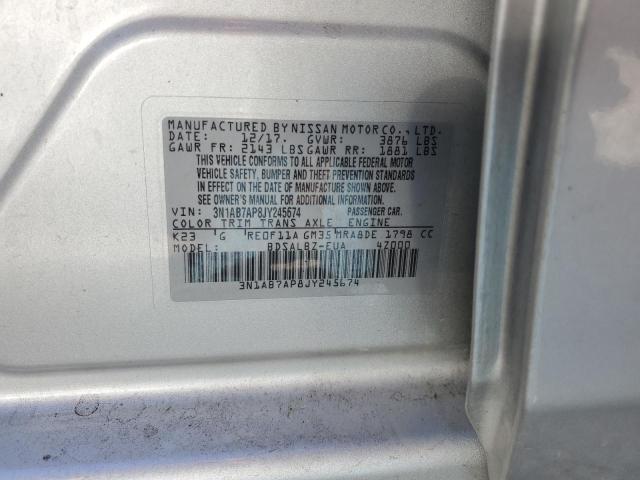 MANUFACTURED BY NISSAN MOTOR CO., LTD.
DATE: 12/17 GVWR: 3876 LBS
GAWR FR: 2143 LBS GAWR RR: 1881 LBS
THIS VEHICLE CONFORMS TO ALL APPLICABLE FEDERAL MOTOR
VEHICLE SAFETY, BUMPER AND THEFT PREVENTION STANDARDS
IN EFFECT ON THE DATE OF MANUFACTURE SHOWN ABOVE.
SEE OWNER'S MANUAL FOR ADDITIONAL INFORMATION
VIN: 3N1AB7AP8JY245674 PASSENGER CAR.
COLOR TRIM TRANS AXLE ENGINE
K23 G RE0F11A GM35 MRA8DE 1798 CC
MODEL: BDSALBZ-EUA 4Z000
3N1AB7AP8JY245674